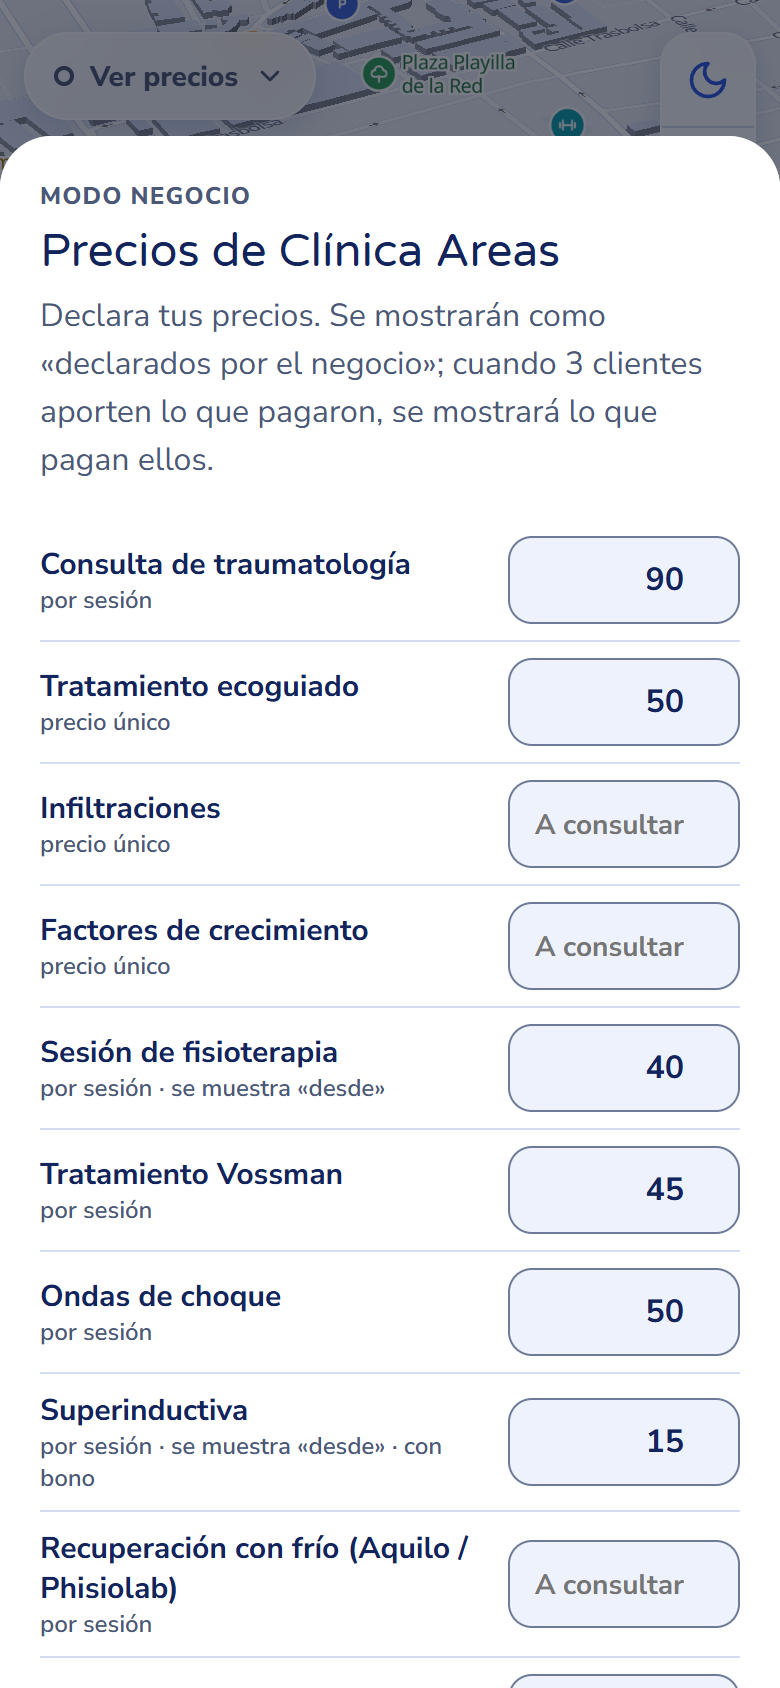 P
Calle Trasbolsa
Calle
Ver precios
Plaza Playilla
de la Red
Trasbolsa
MODO NEGOCIO
Precios de Clínica Areas
Declara tus precios. Se mostrarán como
«declarados por el negocio»; cuando 3 clientes
aporten lo que pagaron, se mostrará lo que
pagan ellos.
Consulta de traumatología
por sesión
90
Tratamiento ecoguiado
precio único
50
Infiltraciones
precio único
A consultar
Factores de crecimiento
precio único
A consultar
Sesión de fisioterapia
por sesión · se muestra «desde»
40
Tratamiento Vossman
por sesión
45
Ondas de choque
por sesión
50
Superinductiva
por sesión · se muestra «desde» · con
bono
15
Recuperación con frío (Aquilo /
Phisiolab)
por sesión
A consultar